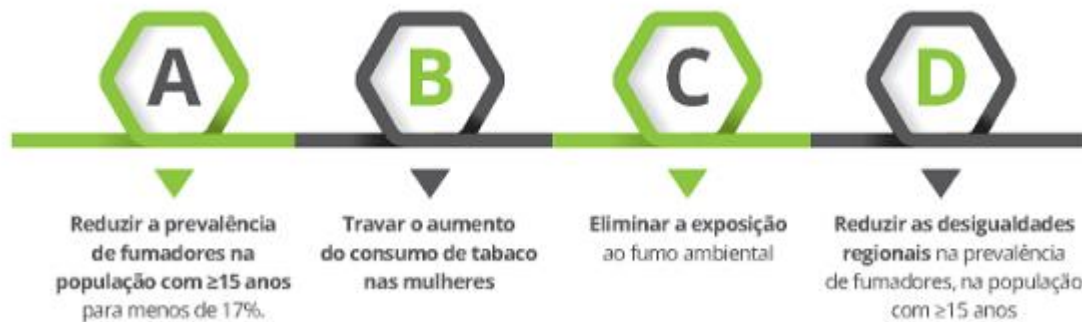 A
B
C
D
Reduzir a prevalência
de fumadores na
população com ≥15 anos
para menos de 17%.
Travar o aumento
do consumo de tabaco
nas mulheres
Eliminar a exposição
ao fumo ambiental
Reduzir as desigualdades
regionais na prevalência
de fumadores, na população
com ≥15 anos